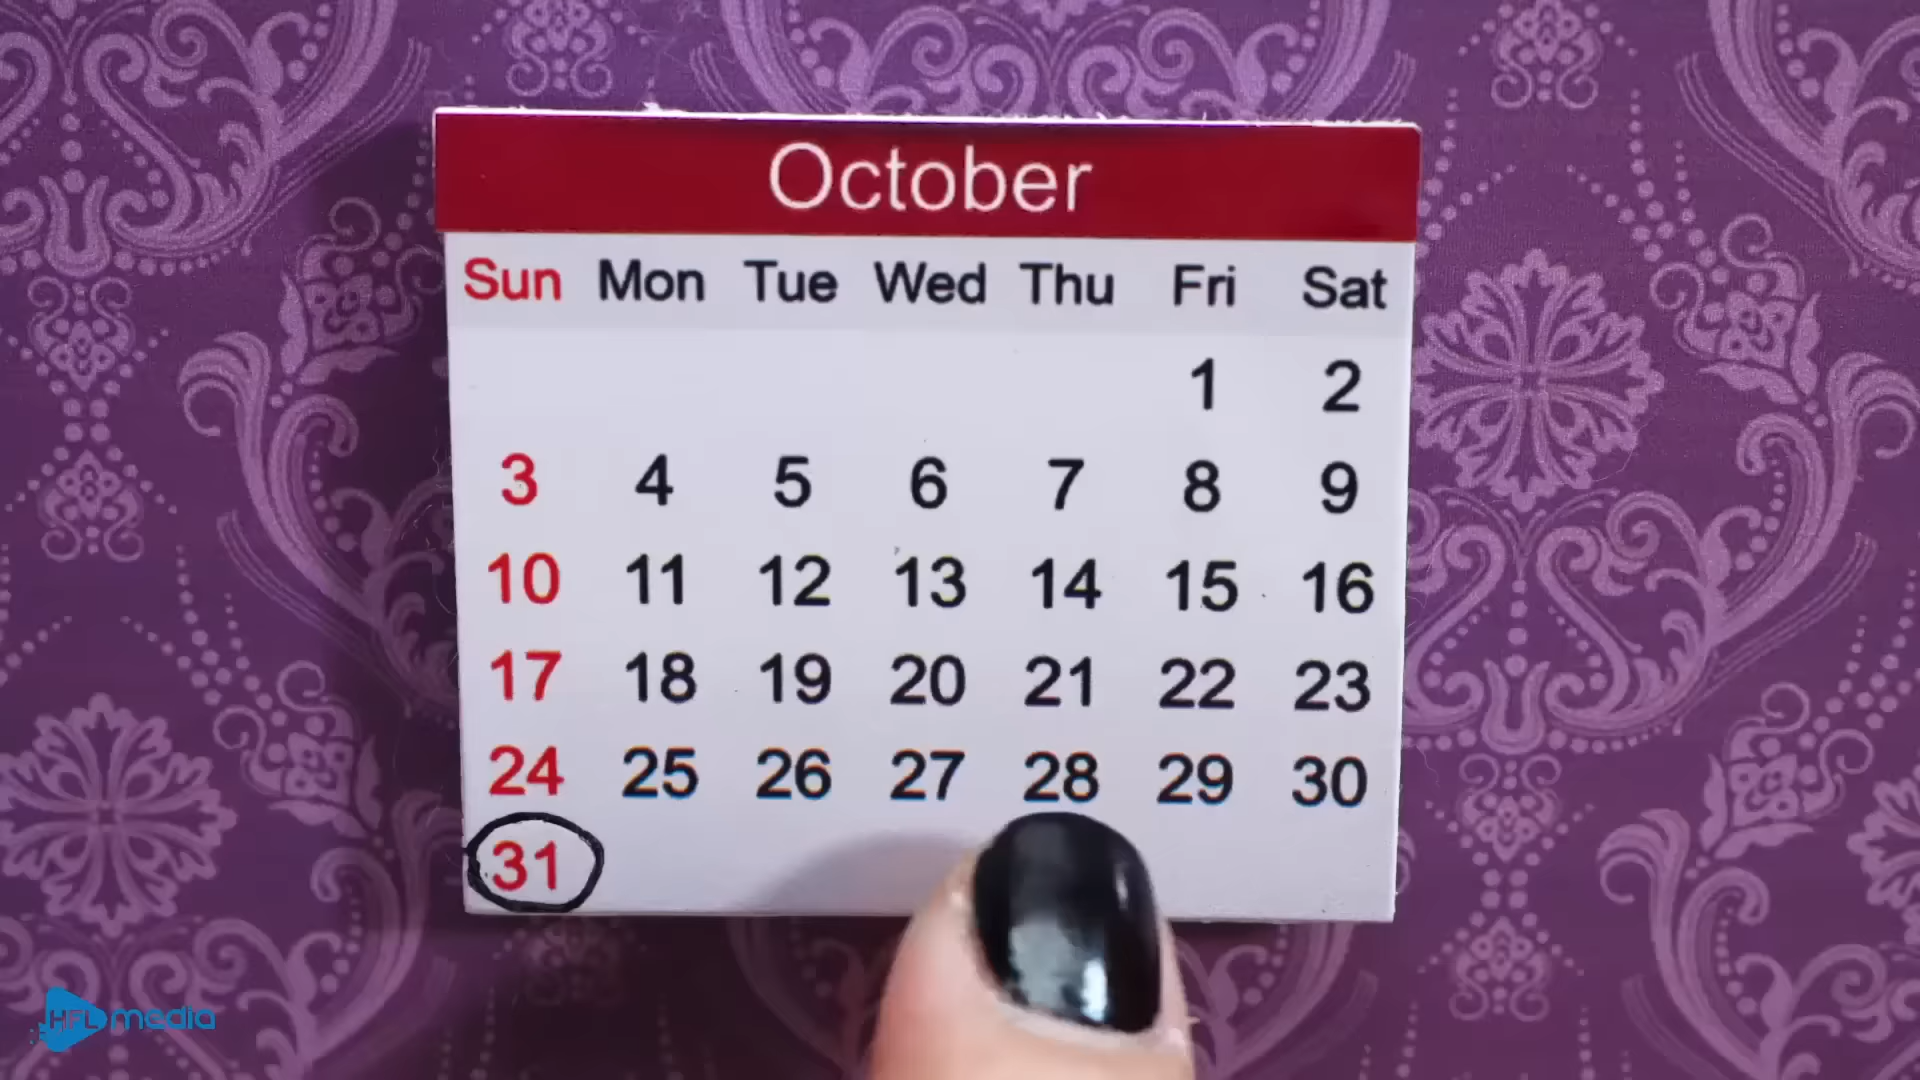 October
Sun Mon Tue Wed Thu Fri Sat
1 2
3 4 5 6 7 8 9
10 11 12 13 14 15 16
17 18 19 20 21 22 23
24 25 26 27 28 29 30
31
HFL media